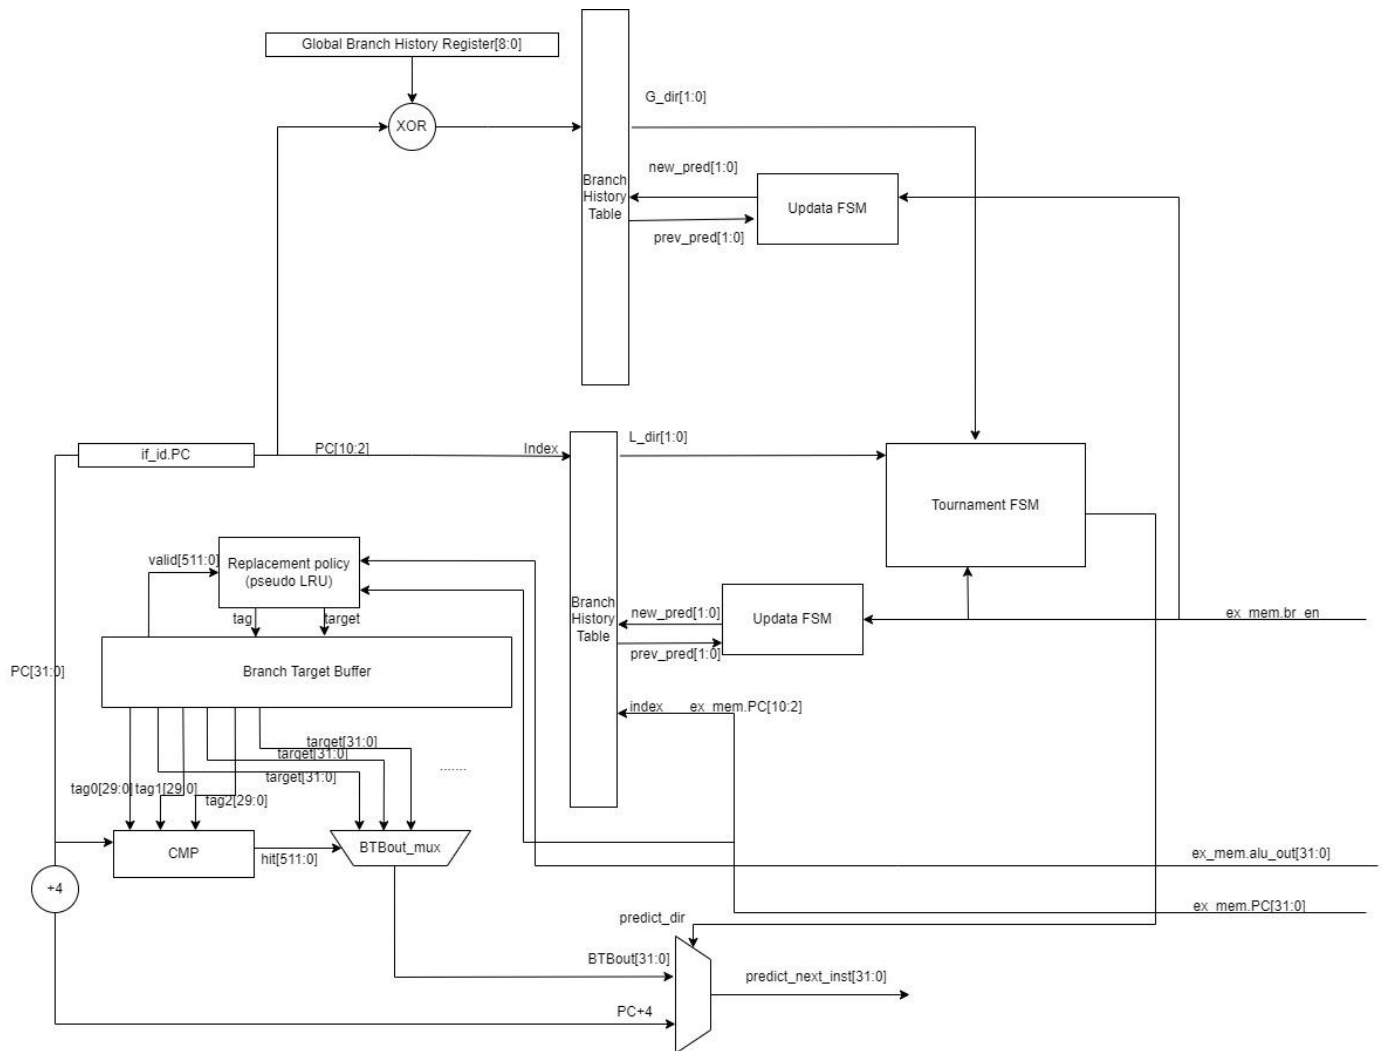 Global Branch History Register[8:0]
XOR
G_dir[1:0]
new_pred[1:0]
Branch
History
Table
Updata FSM
prev_pred[1:0]
if_id.PC
PC[10:2]
Index
L_dir[1:0]
Tournament FSM
valid[511:0]
Replacement policy
(pseudo LRU)
tag
target
Branch
History
Table
new_pred[1:0]
Updata FSM
prev_pred[1:0]
ex_mem.br_en
PC[31:0]
Branch Target Buffer
index
ex_mem.PC[10:2]
target[31:0]
target[31:0]
target[31:0]
.......
tag0[29:0]
tag1[29:0]
tag2[29:0]
CMP
hit[511:0]
BTBout_mux
ex_mem.alu_out[31:0]
+4
ex_mem.PC[31:0]
predict_dir
BTBout[31:0]
predict_next_inst[31:0]
PC+4